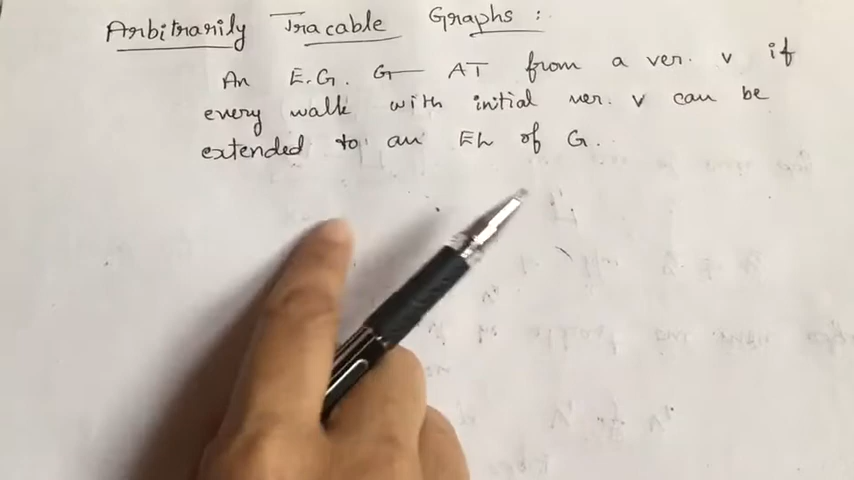 Arbitrarily Tracable Graphs :
An E.G. G — AT from a ver. v if
every walk with initial ver. v can be
extended to an EL of G.